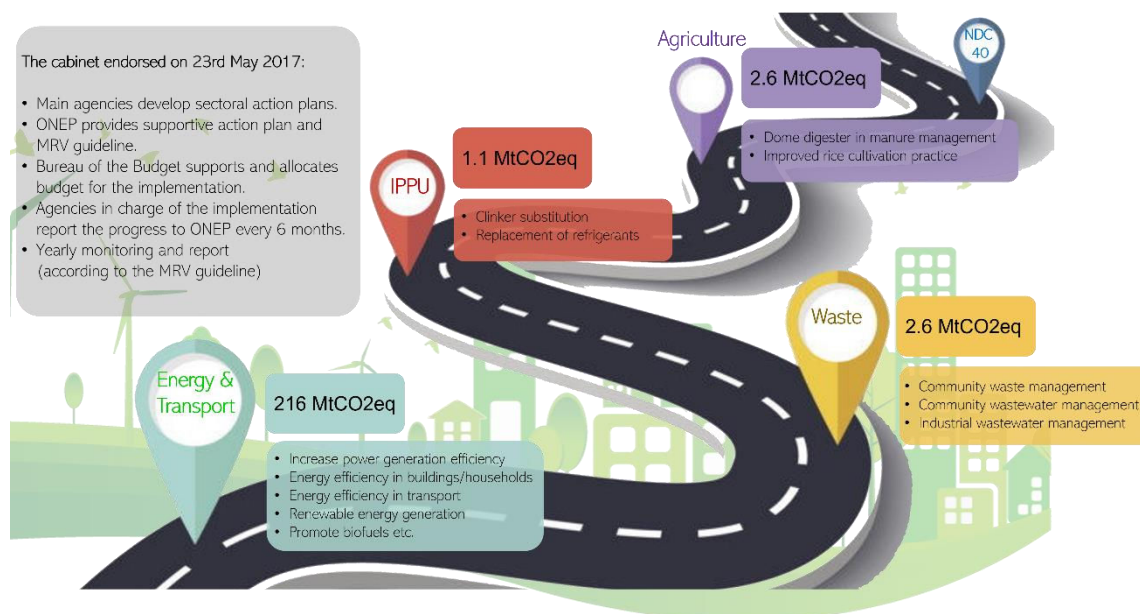 The cabinet endorsed on 23rd May 2017:
• Main agencies develop sectoral action plans.
• ONEP provides supportive action plan and
MRV guideline.
• Bureau of the Budget supports and allocates
budget for the implementation.
• Agencies in charge of the implementation
report the progress to ONEP every 6 months.
• Yearly monitoring and report
(according to the MRV guideline)
Agriculture
2.6 MtCO2eq
• Dome digester in manure management
• Improved rice cultivation practice
NDC
40
IPPU
1.1 MtCO2eq
• Clinker substitution
• Replacement of refrigerants
Waste
2.6 MtCO2eq
• Community waste management
• Community wastewater management
• Industrial wastewater management
Energy &
Transport
216 MtCO2eq
• Increase power generation efficiency
• Energy efficiency in buildings/households
• Energy efficiency in transport
• Renewable energy generation
• Promote biofuels etc.